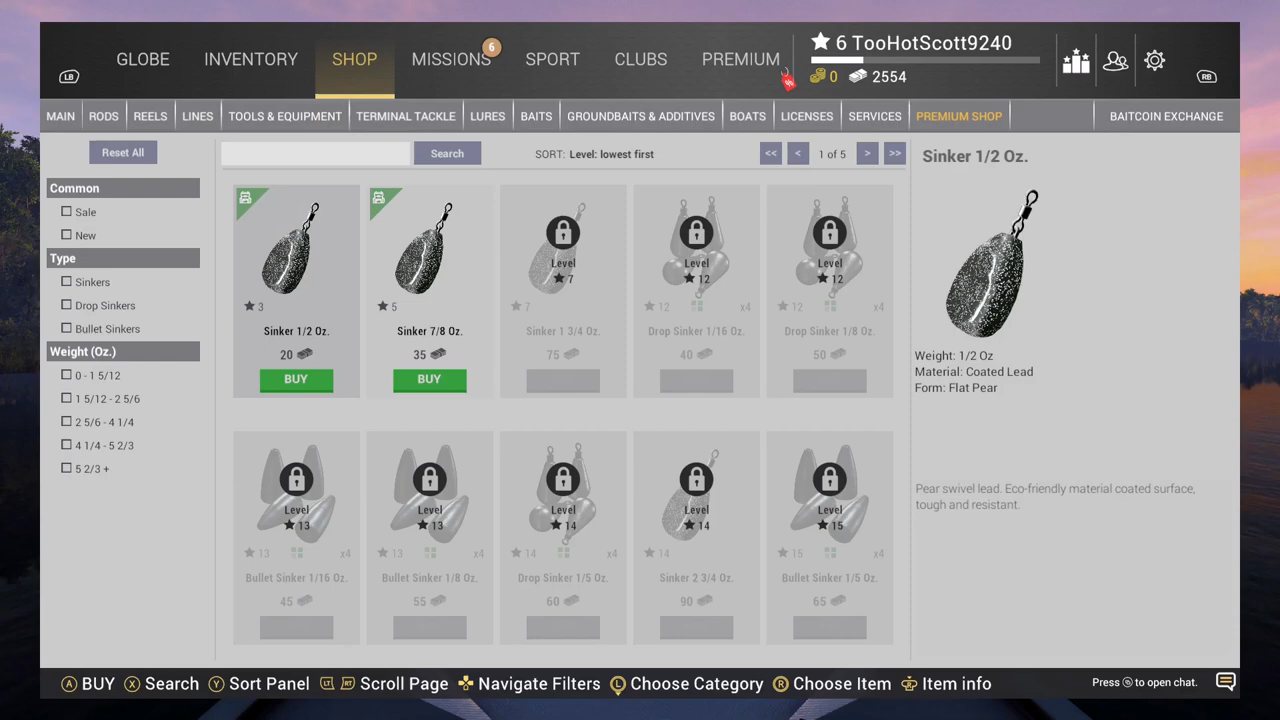 GLOBE INVENTORY SHOP MISSIONS 6 SPORT CLUBS PREMIUM
6 TooHotScott9240
0 2554
LB
RB
MAIN RODS REELS LINES TOOLS & EQUIPMENT TERMINAL TACKLE LURES BAITS GROUNDBAITS & ADDITIVES BOATS LICENSES SERVICES PREMIUM SHOP BAITCOIN EXCHANGE
Reset All
Search SORT: Level: lowest first << < 1 of 5 > >>
Common
Sale
New
Type
Sinkers
Drop Sinkers
Bullet Sinkers
Weight (Oz.)
0 - 1 5/12
1 5/12 - 2 5/6
2 5/6 - 4 1/4
4 1/4 - 5 2/3
5 2/3 +
3
Sinker 1/2 Oz.
20
BUY
5
Sinker 7/8 Oz.
35
BUY
Level
7
7
Sinker 1 3/4 Oz.
75
Level
12
12 x4
Drop Sinker 1/16 Oz.
40
Level
12
12 x4
Drop Sinker 1/8 Oz.
50
Level
13
13 x4
Bullet Sinker 1/16 Oz.
45
Level
13
13 x4
Bullet Sinker 1/8 Oz.
55
Level
14
14 x4
Drop Sinker 1/5 Oz.
60
Level
14
14
Sinker 2 3/4 Oz.
90
Level
15
15 x4
Bullet Sinker 1/5 Oz.
65
Sinker 1/2 Oz.
Weight: 1/2 Oz
Material: Coated Lead
Form: Flat Pear
Pear swivel lead. Eco-friendly material coated surface,
tough and resistant.
A BUY X Search Y Sort Panel LT RT Scroll Page Navigate Filters L Choose Category R Choose Item Item info
Press to open chat.